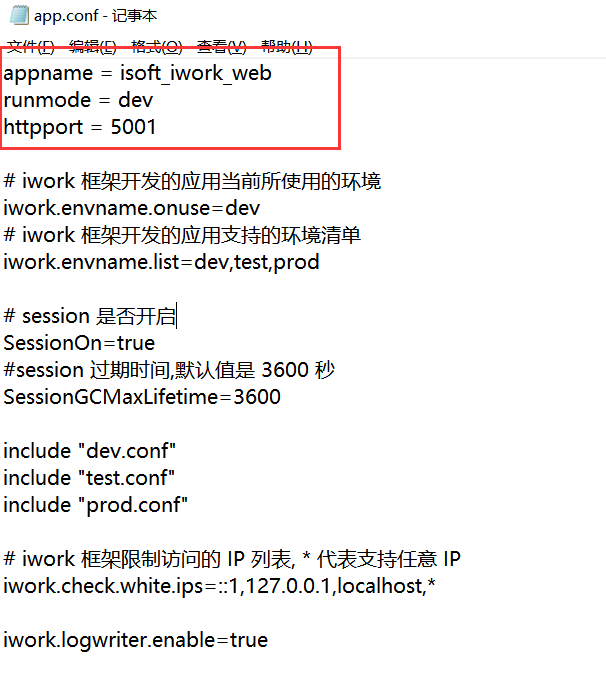 app.conf - 记事本
文件(F) 编辑(E) 格式(O) 查看(V) 帮助(H)
appname = isoft_iwork_web
runmode = dev
httpport = 5001
# iwork 框架开发的应用当前所使用的环境
iwork.envname.onuse=dev
# iwork 框架开发的应用支持的环境清单
iwork.envname.list=dev,test,prod
# session 是否开启
SessionOn=true
#session 过期时间,默认值是 3600 秒
SessionGCMaxLifetime=3600
include "dev.conf"
include "test.conf"
include "prod.conf"
# iwork 框架限制访问的 IP 列表, * 代表支持任意 IP
iwork.check.white.ips=::1,127.0.0.1,localhost,*
iwork.logwriter.enable=true